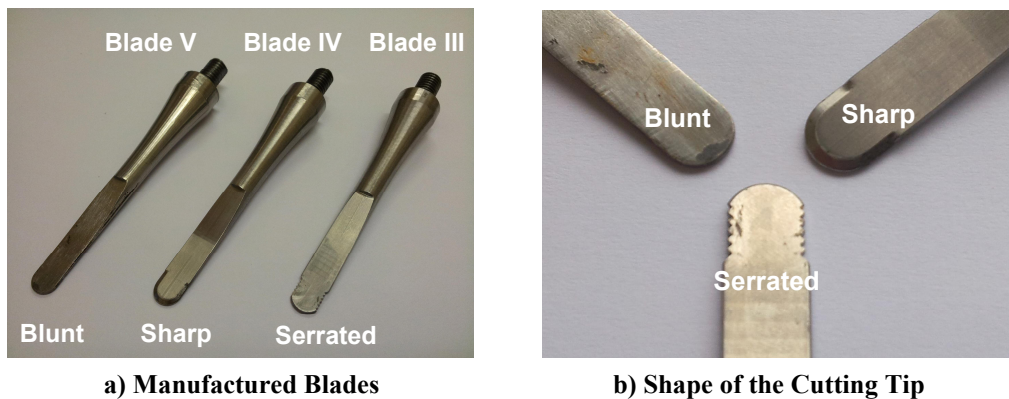 Blade V Blade IV Blade III
Blunt Sharp Serrated
a) Manufactured Blades
Blunt
Sharp
Serrated
b) Shape of the Cutting Tip